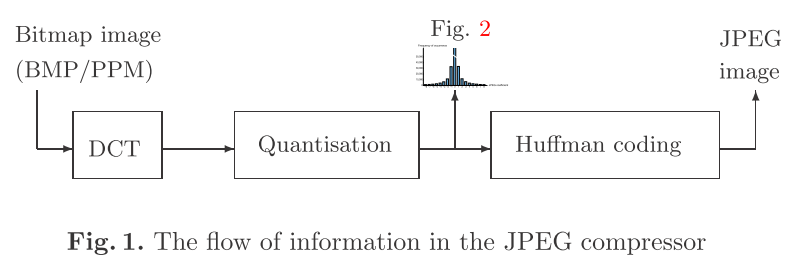 Bitmap image
(BMP/PPM)
Fig. 2
JPEG
image
DCT
Quantisation
Huffman coding
Fig. 1. The flow of information in the JPEG compressor